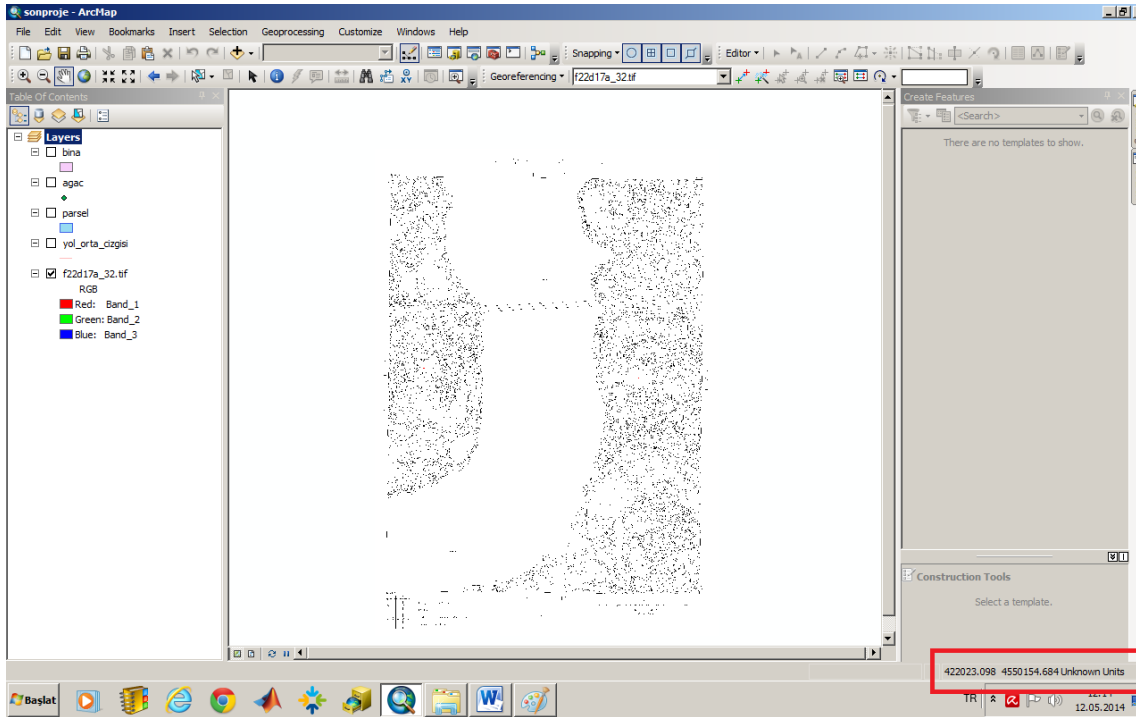 sonproje - ArcMap
File Edit View Bookmarks Insert Selection Geoprocessing Customize Windows Help
Snapping Editor
Georeferencing f22d17a_32.tif
Table Of Contents
Create Features
<Search>
Layers
There are no templates to show.
bina
agac
parsel
yol_orta_cizgisi
f22d17a_32.tif
RGB
Red: Band_1
Green: Band_2
Blue: Band_3
Construction Tools
Select a template.
422023.098 4550154.684 Unknown Units
Başlat
TR
12.05.2014